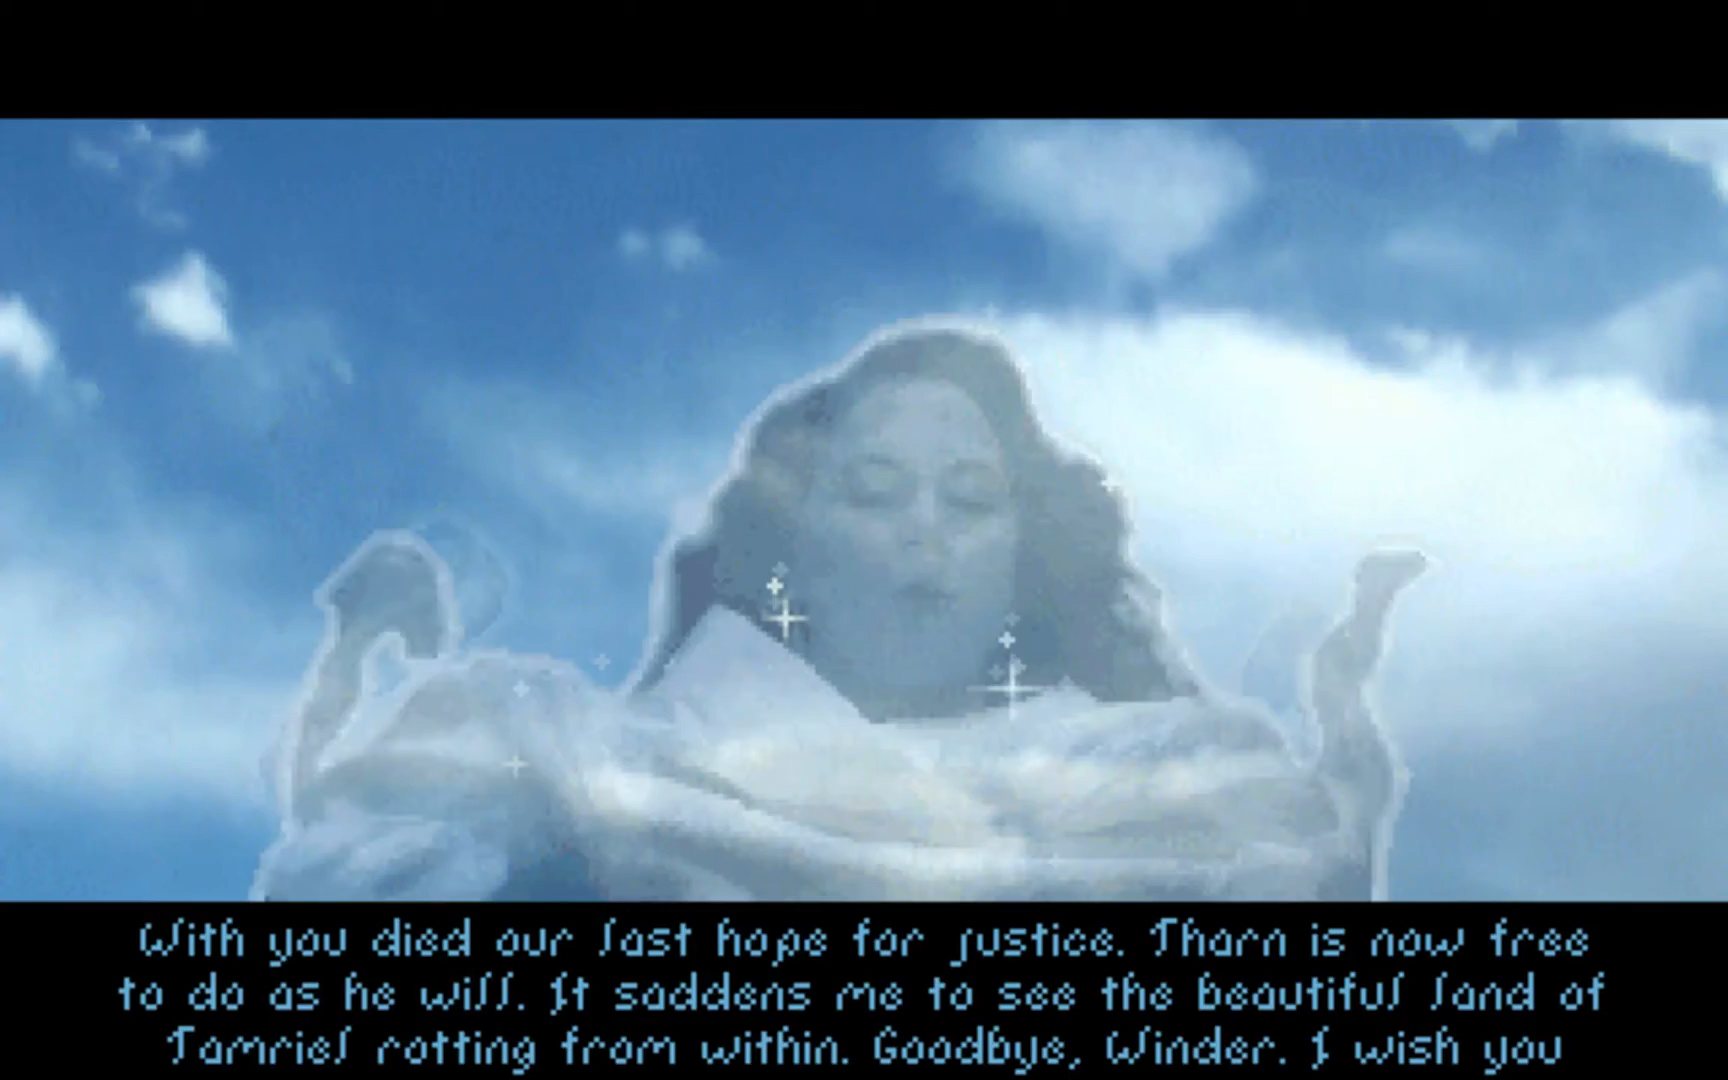 With you died our last hope for justice. Tharn is now free
to do as he will. It saddens me to see the beautiful land of
Tamriel rotting from within. Goodbye, Winder. I wish you